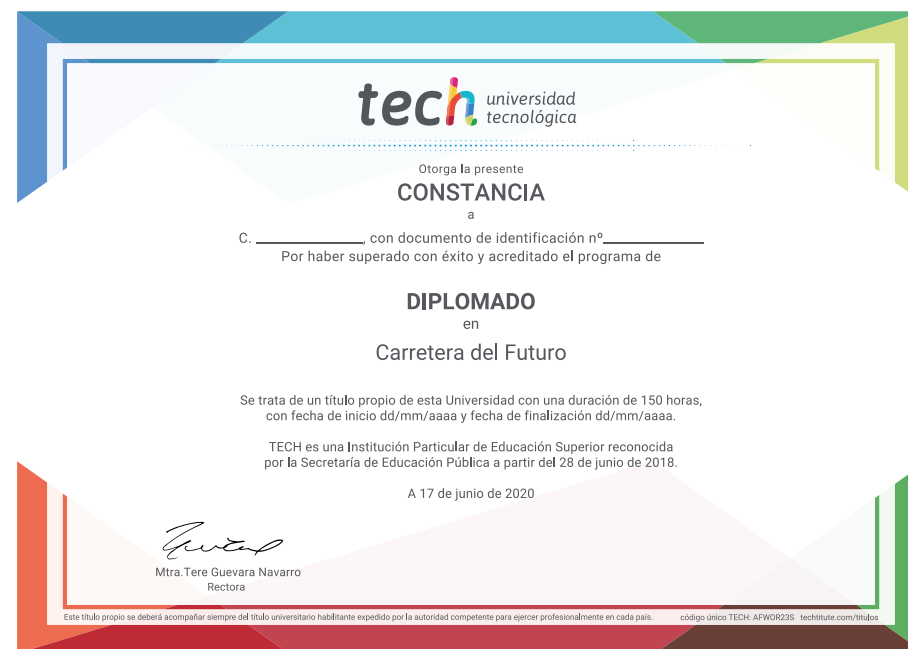 tech universidad
tecnológica
Otorga la presente
CONSTANCIA
a
C. ____________, con documento de identificación nº____________
Por haber superado con éxito y acreditado el programa de
DIPLOMADO
en
Carretera del Futuro
Se trata de un título propio de esta Universidad con una duración de 150 horas,
con fecha de inicio dd/mm/aaaa y fecha de finalización dd/mm/aaaa.
TECH es una Institución Particular de Educación Superior reconocida
por la Secretaría de Educación Pública a partir del 28 de junio de 2018.
A 17 de junio de 2020
Mtra.Tere Guevara Navarro
Rectora
Este título propio se deberá acompañar siempre del título universitario habilitante expedido por la autoridad competente para ejercer profesionalmente en cada país. código único TECH: AFWOR23S techtitute.com/titulos